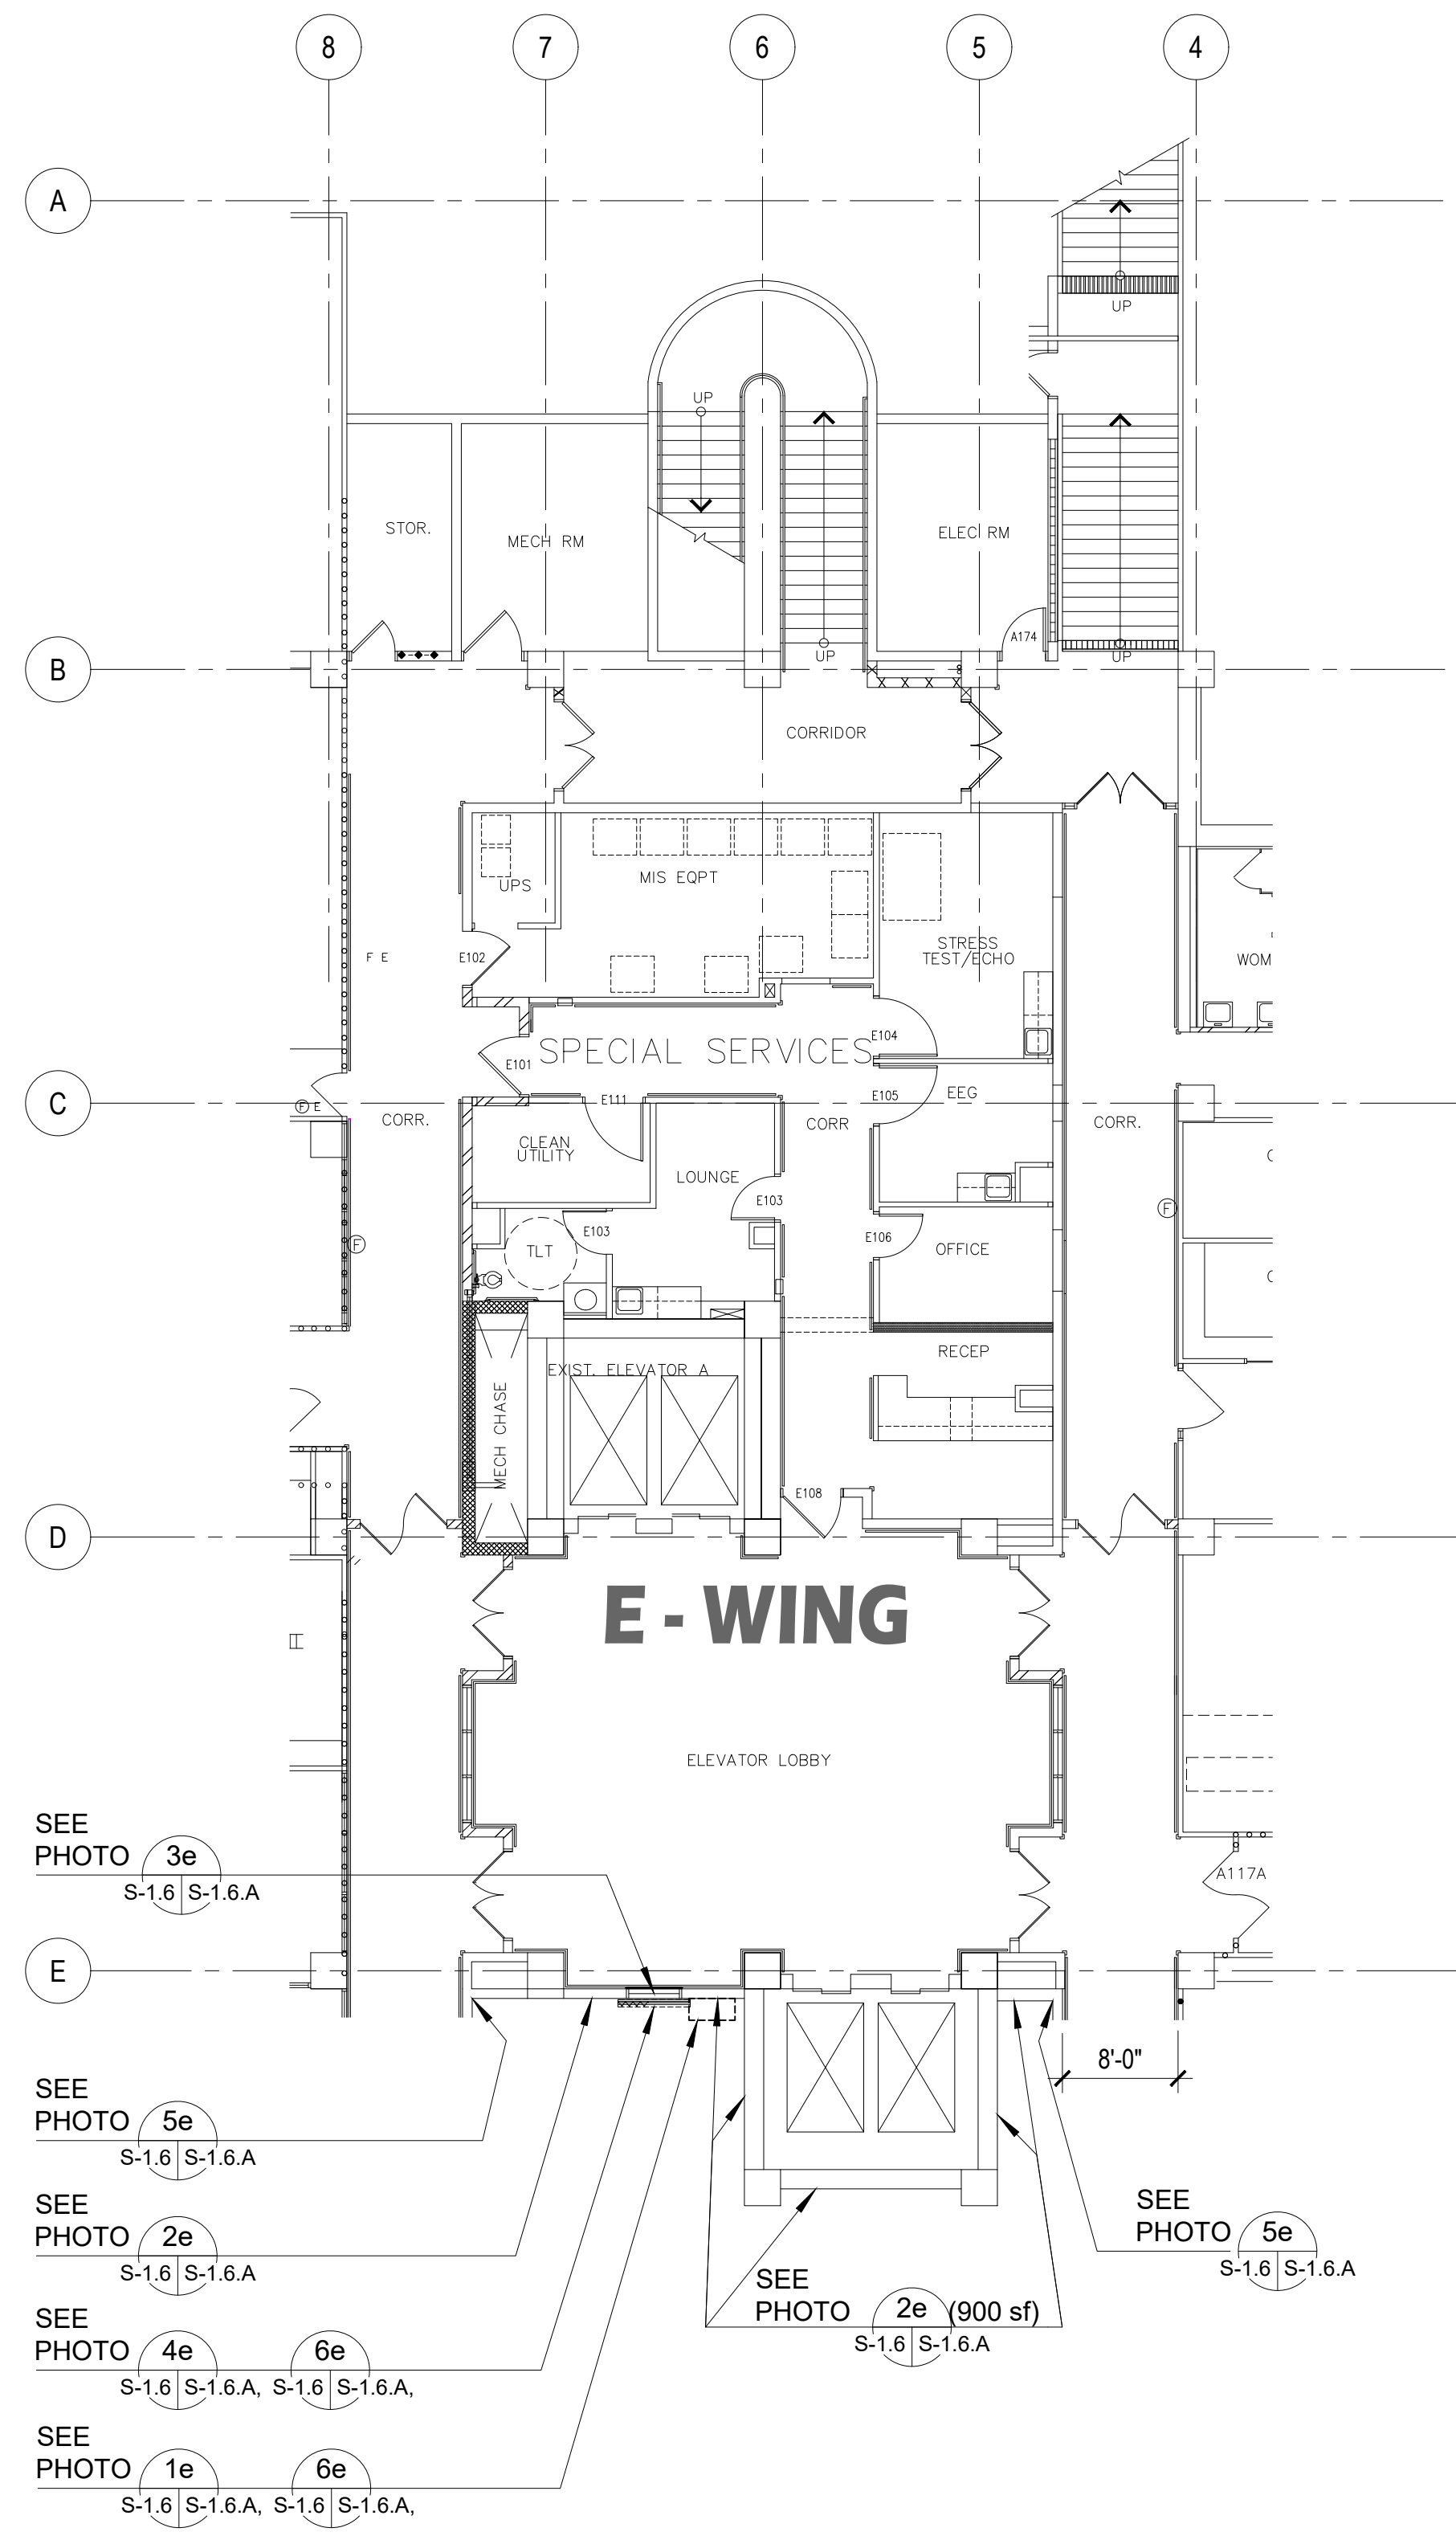 8 7 6 5 4
A
UP
UP
STOR.
MECH RM
ELEC RM
A174
B
UP
UP
CORRIDOR
UPS
MIS EQPT
STRESS
TEST/ECHO
F E
E102
WOM
E104
SPECIAL SERVICES
E101
E105
EEG
E111
C
F E
CORR.
CORR
CORR.
CLEAN
UTILITY
LOUNGE
E103
F
E103
E106
OFFICE
F
TLT
RECEP
EXIST. ELEVATOR A
MECH CHASE
E108
D
E - WING
ELEVATOR LOBBY
SEE
PHOTO 3e
S-1.6 S-1.6.A
A117A
E
8'-0"
SEE
PHOTO 5e
S-1.6 S-1.6.A
SEE
PHOTO 2e
S-1.6 S-1.6.A
SEE
PHOTO 5e
S-1.6 S-1.6.A
SEE
PHOTO 2e (900 sf)
S-1.6 S-1.6.A
SEE
PHOTO 4e 6e
S-1.6 S-1.6.A, S-1.6 S-1.6.A,
SEE
PHOTO 1e 6e
S-1.6 S-1.6.A, S-1.6 S-1.6.A,